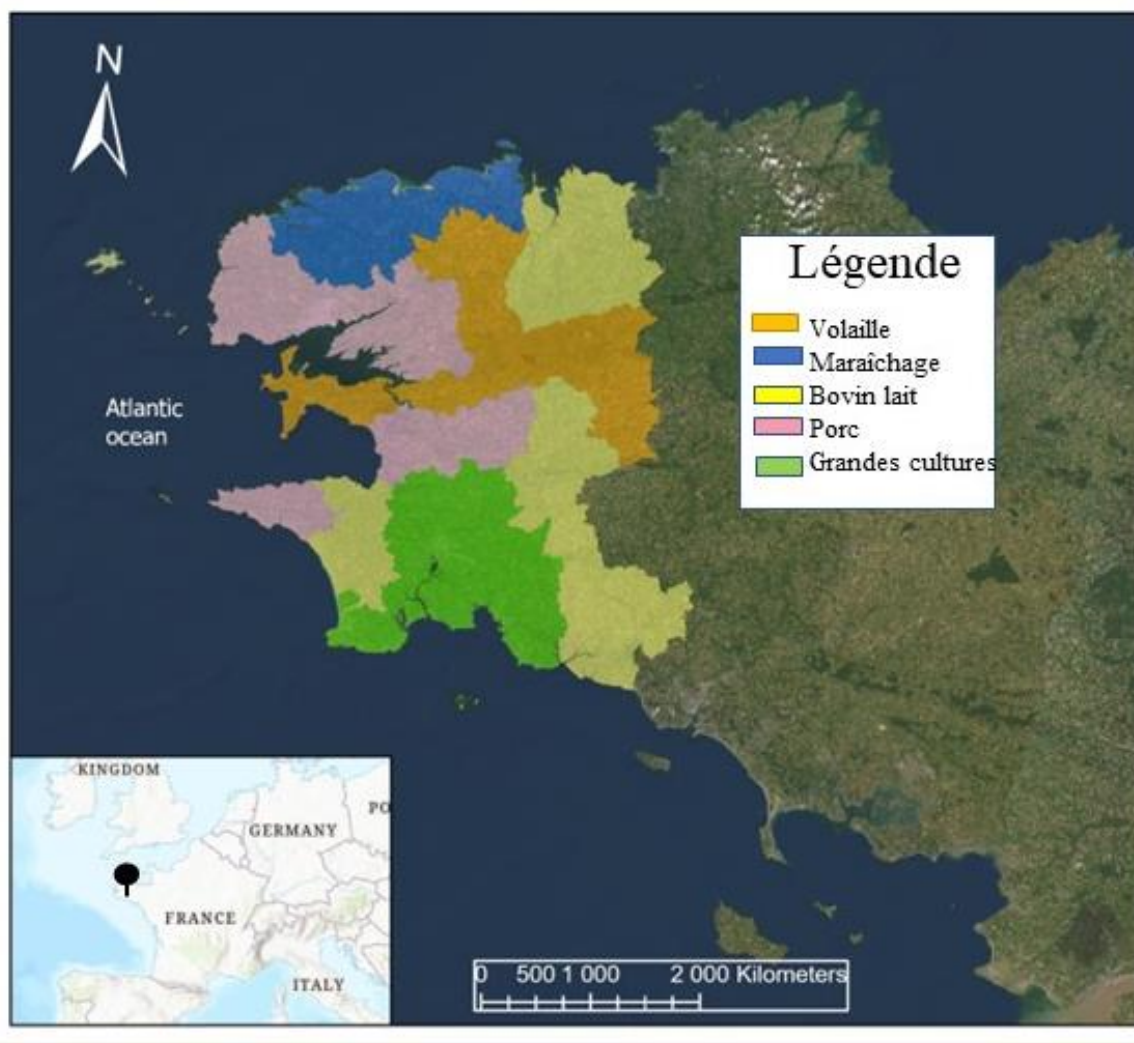 N
Légende
Volaille
Maraîchage
Bovin lait
Porc
Grandes cultures
Atlantic
ocean
KINGDOM
PO
GERMANY
FRANCE
ITALY
0 500 1 000 2 000 Kilometers